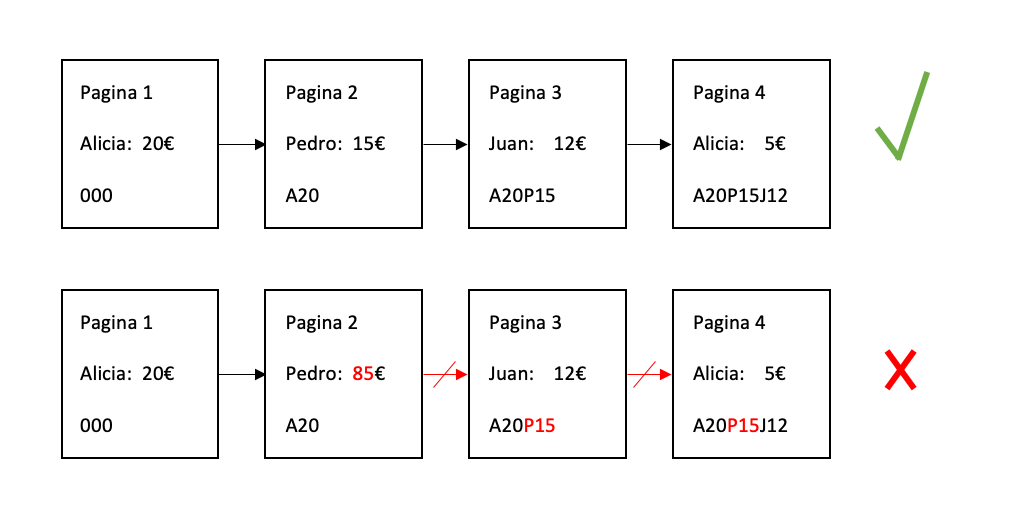 Pagina 1
Alicia: 20€
000
Pagina 2
Pedro: 15€
A20
Pagina 3
Juan: 12€
A20P15
Pagina 4
Alicia: 5€
A20P15J12
Pagina 1
Alicia: 20€
000
Pagina 2
Pedro: 85€
A20
Pagina 3
Juan: 12€
A20P15
Pagina 4
Alicia: 5€
A20P15J12